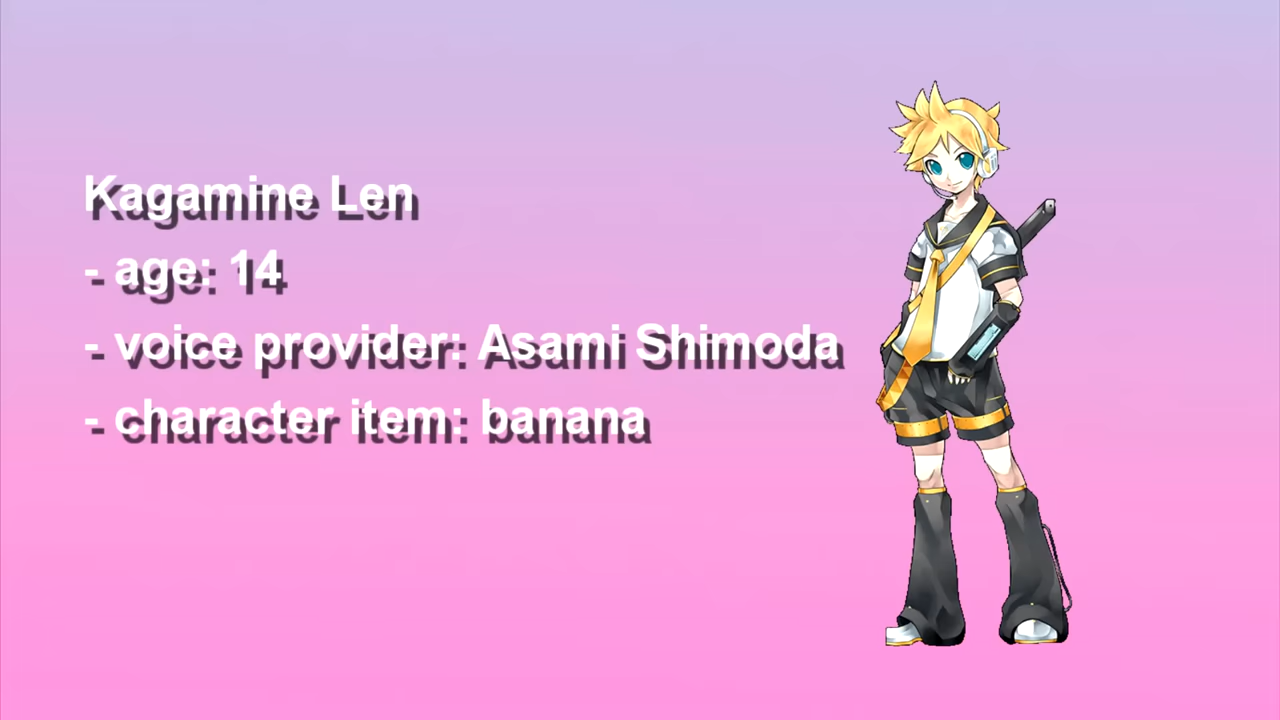 Kagamine Len
- age: 14
- voice provider: Asami Shimoda
- character item: banana